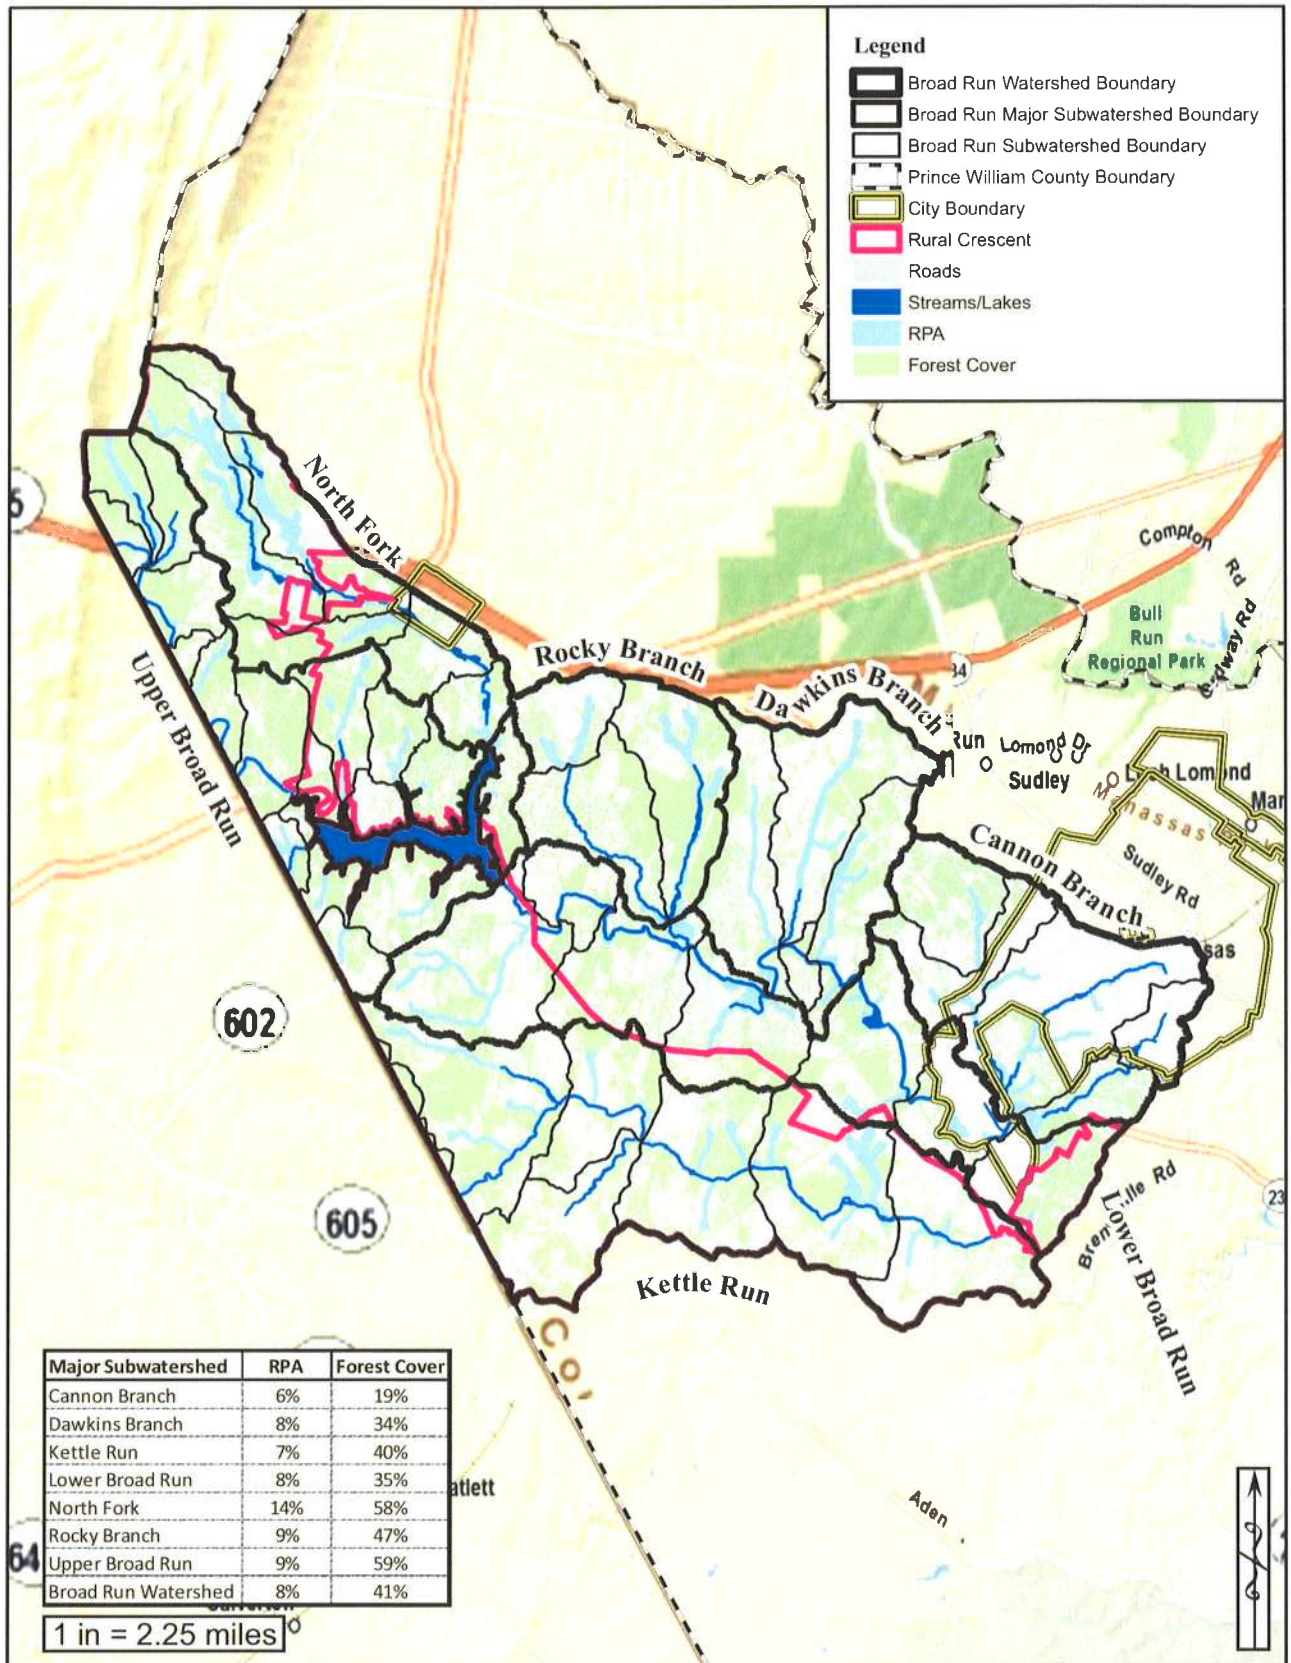 Legend
Broad Run Watershed Boundary
Broad Run Major Subwatershed Boundary
Broad Run Subwatershed Boundary
Prince William County Boundary
City Boundary
Rural Crescent
Roads
Streams/Lakes
RPA
Forest Cover
North Fork
Compton Rd
Bull
Run
Regional Park
Rocky Branch
Dawkins Branch
Upper Broad Run
Run
Lomond Dr
Sudley
Lomond
Manassas
Cannon Branch
Sudley Rd
602
605
Kettle Run
Lower Broad Run
Rd
Aden
Major Subwatershed RPA Forest Cover
Cannon Branch 6% 19%
Dawkins Branch 8% 34%
Kettle Run 7% 40%
Lower Broad Run 8% 35%
North Fork 14% 58%
Rocky Branch 9% 47%
Upper Broad Run 9% 59%
Broad Run Watershed 8% 41%
1 in = 2.25 miles